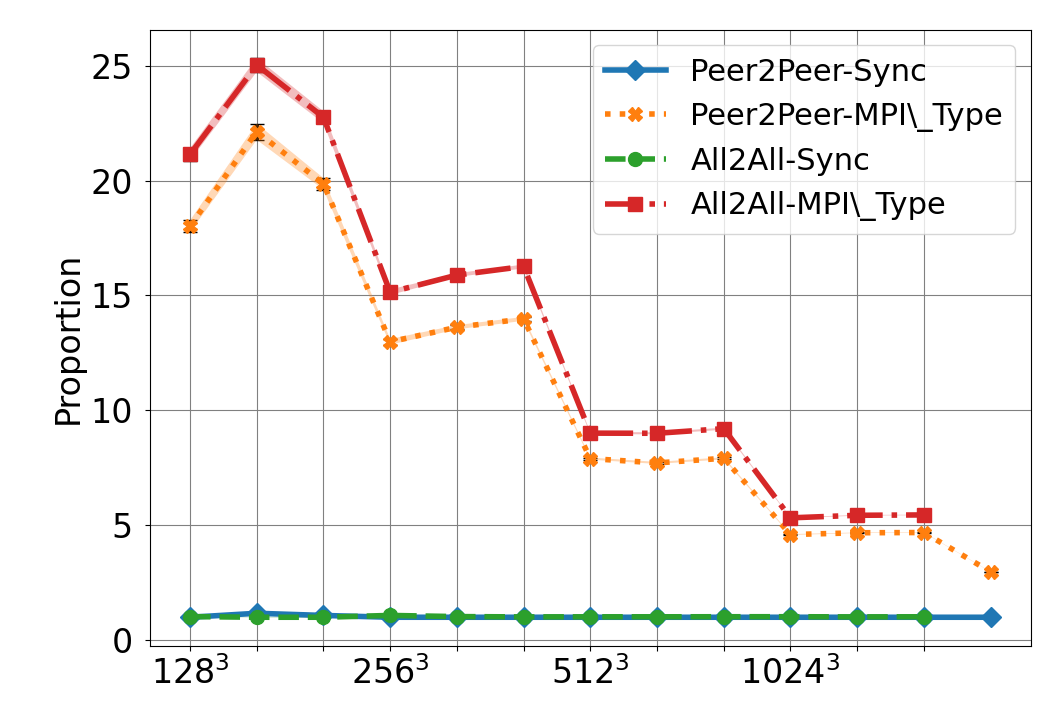 Proportion
25
20
15
10
5
0
128³
256³
512³
1024³
Peer2Peer-Sync
Peer2Peer-MPI\_Type
All2All-Sync
All2All-MPI\_Type